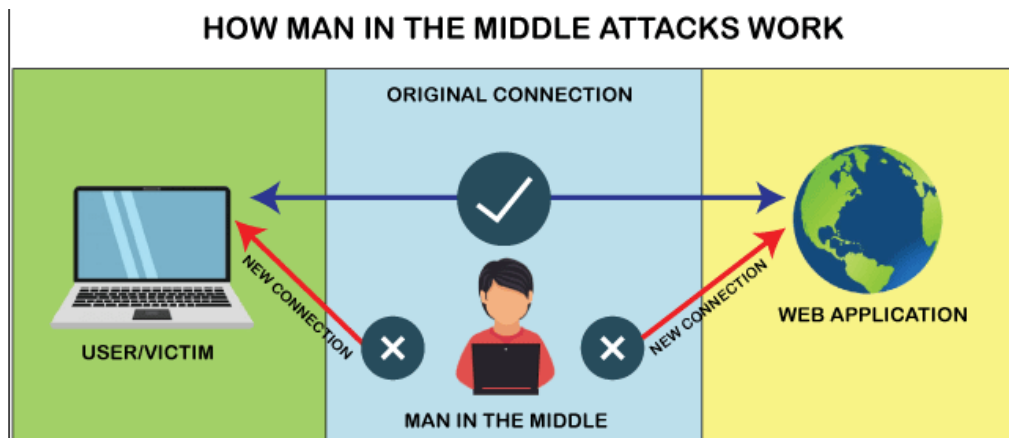 HOW MAN IN THE MIDDLE ATTACKS WORK
ORIGINAL CONNECTION
NEW CONNECTION
NEW CONNECTION
WEB APPLICATION
USER/VICTIM
MAN IN THE MIDDLE